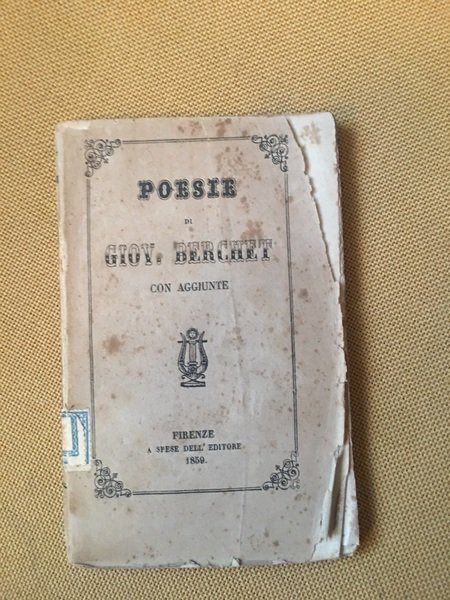 POESIE
DI
GIOV. BERCHET
CON AGGIUNTE
FIRENZE
A SPESE DELL' EDITORE
1859.